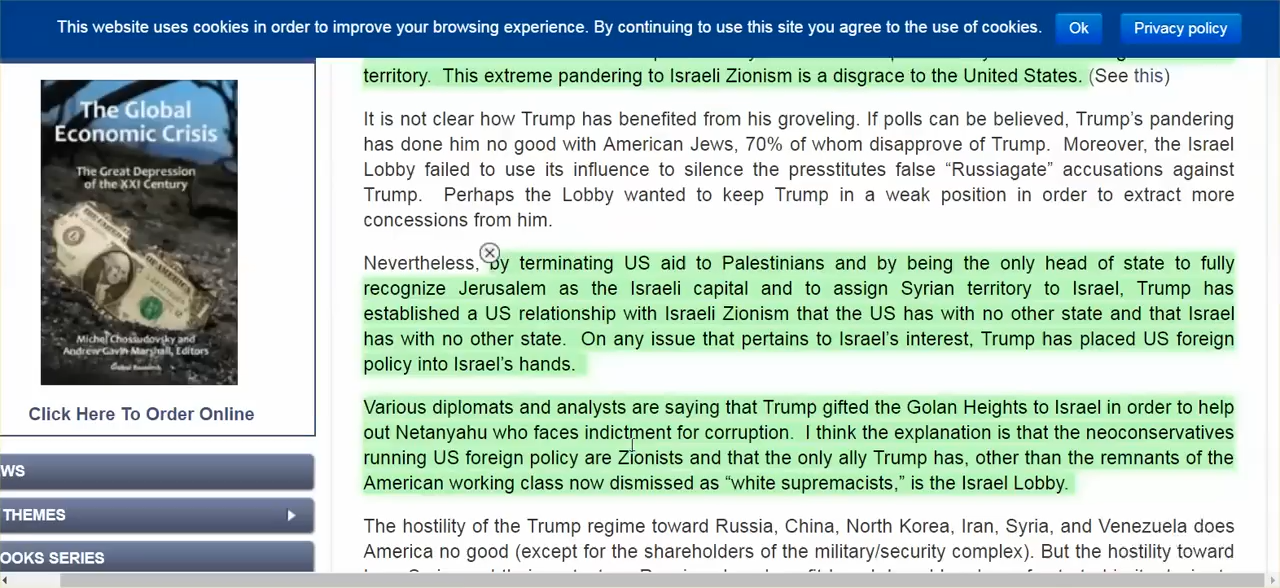 This website uses cookies in order to improve your browsing experience. By continuing to use this site you agree to the use of cookies.
Ok
Privacy policy
The Global
Economic Crisis
The Great Depression
of the XXI Century
Michel Chossudovsky and
Andrew Gavin Marshall, Editors
Global Research
Click Here To Order Online
WS
THEMES
OOKS SERIES
territory. This extreme pandering to Israeli Zionism is a disgrace to the United States. (See this)
It is not clear how Trump has benefited from his groveling. If polls can be believed, Trump's pandering
has done him no good with American Jews, 70% of whom disapprove of Trump. Moreover, the Israel
Lobby failed to use its influence to silence the presstitutes false “Russiagate” accusations against
Trump. Perhaps the Lobby wanted to keep Trump in a weak position in order to extract more
concessions from him.
Nevertheless, by terminating US aid to Palestinians and by being the only head of state to fully
recognize Jerusalem as the Israeli capital and to assign Syrian territory to Israel, Trump has
established a US relationship with Israeli Zionism that the US has with no other state and that Israel
has with no other state. On any issue that pertains to Israel's interest, Trump has placed US foreign
policy into Israel's hands.
Various diplomats and analysts are saying that Trump gifted the Golan Heights to Israel in order to help
out Netanyahu who faces indictment for corruption. I think the explanation is that the neoconservatives
running US foreign policy are Zionists and that the only ally Trump has, other than the remnants of the
American working class now dismissed as “white supremacists,” is the Israel Lobby.
The hostility of the Trump regime toward Russia, China, North Korea, Iran, Syria, and Venezuela does
America no good (except for the shareholders of the military/security complex). But the hostility toward